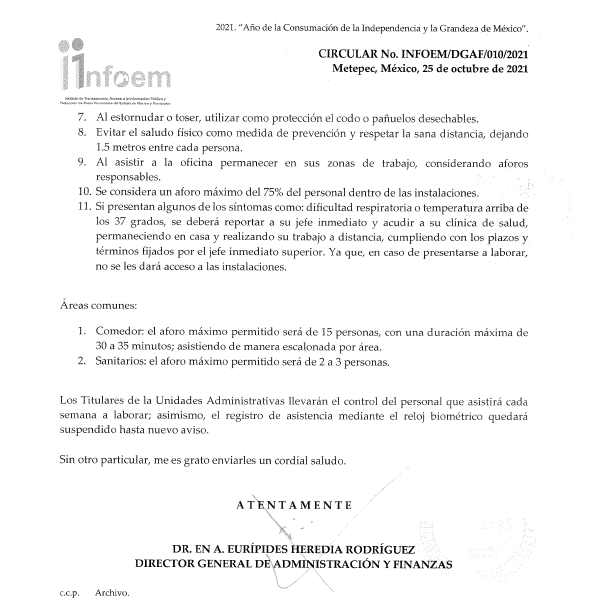 2021. “Año de la Consumación de la Independencia y la Grandeza de México”.
CIRCULAR No. INFOEM/DGAF/010/2021
Metepec, México, 25 de octubre de 2021
infoem
Instituto de Transparencia, Acceso a la Información Pública y
Protección de Datos Personales del Estado de México y Municipios
7. Al estornudar o toser, utilizar como protección el codo o pañuelos desechables.
8. Evitar el saludo físico como medida de prevención y respetar la sana distancia, dejando
1.5 metros entre cada persona.
9. Al asistir a la oficina permanecer en sus zonas de trabajo, considerando aforos
responsables.
10. Se considera un aforo máximo del 75% del personal dentro de las instalaciones.
11. Si presentan algunos de los síntomas como: dificultad respiratoria o temperatura arriba de
los 37 grados, se deberá reportar a su jefe inmediato y acudir a su clínica de salud,
permaneciendo en casa y realizando su trabajo a distancia, cumpliendo con los plazos y
términos fijados por el jefe inmediato superior. Ya que, en caso de presentarse a laborar,
no se les dará acceso a las instalaciones.
Áreas comunes:
1. Comedor: el aforo máximo permitido será de 15 personas, con una duración máxima de
30 a 35 minutos; asistiendo de manera escalonada por área.
2. Sanitarios: el aforo máximo permitido será de 2 a 3 personas.
Los Titulares de la Unidades Administrativas llevarán el control del personal que asistirá cada
semana a laborar; asimismo, el registro de asistencia mediante el reloj biométrico quedará
suspendido hasta nuevo aviso.
Sin otro particular, me es grato enviarles un cordial saludo.
ATENTAMENTE
DR. EN A. EURÍPIDES HEREDIA RODRÍGUEZ
DIRECTOR GENERAL DE ADMINISTRACIÓN Y FINANZAS
c.c.p. Archivo.